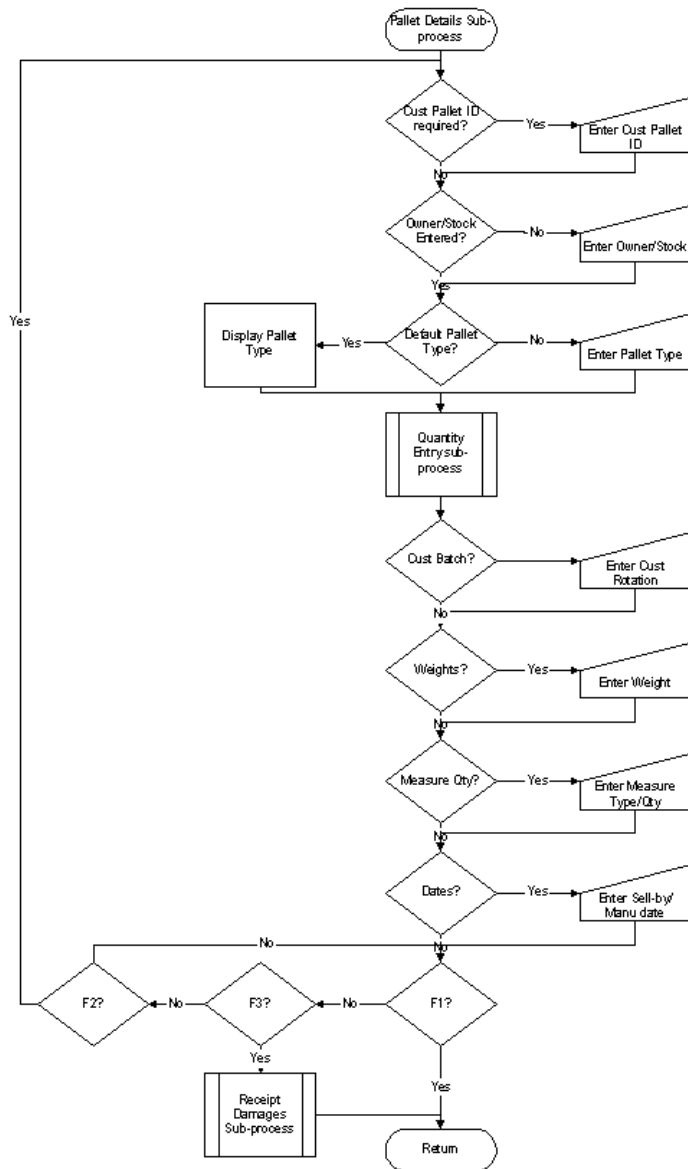 Pallet Details Sub-
process
Cust Pallet ID
required?
Yes
Enter Cust Pallet
ID
No
Owner/Stock
Entered?
No
Enter Owner/Stock
Yes
Yes
Display Pallet
Type
Yes
Default Pallet
Type?
No
Enter Pallet Type
Quantity
Entry sub-
process
Cust Batch?
Enter Cust
Rotation
No
Weights?
Yes
Enter Weight
No
Measure Qty?
Yes
Enter Measure
Type/Qty
No
Dates?
Yes
Enter Sell-by/
Manu date
No
No
F2?
No
F3?
No
F1?
Yes
Yes
Receipt
Damages
Sub-process
Return